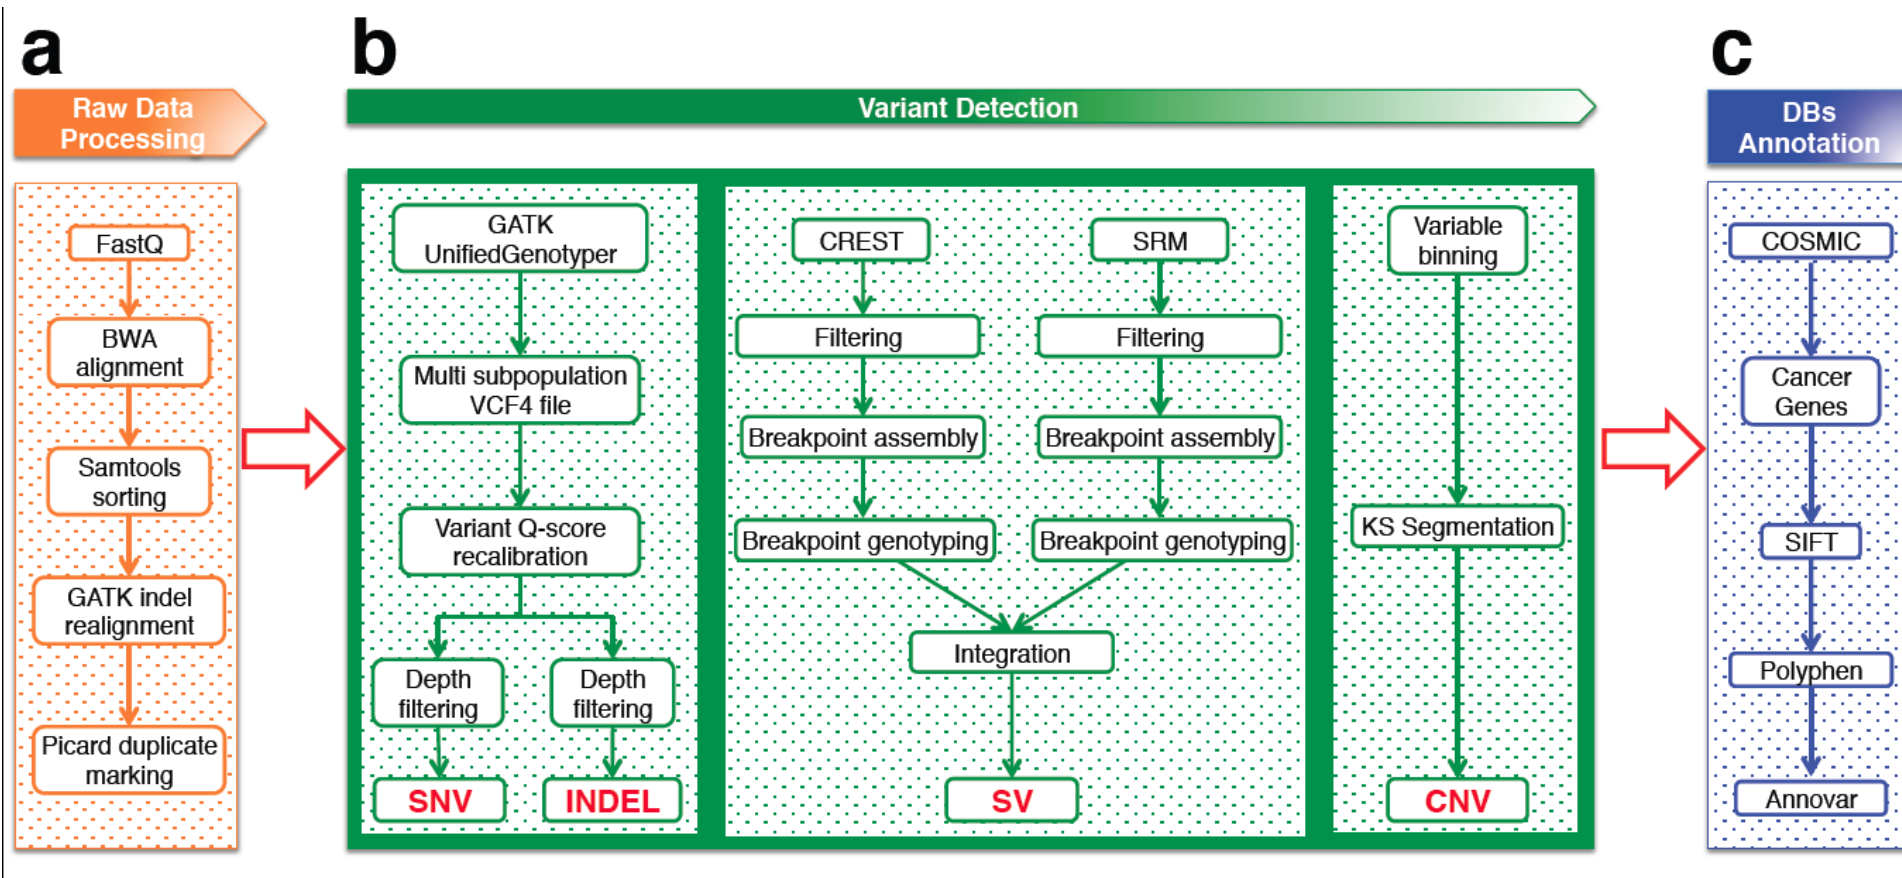 a
Raw Data
Processing
FastQ
BWA
alignment
Samtools
sorting
GATK indel
realignment
Picard duplicate
marking
b
Variant Detection
GATK
UnifiedGenotyper
Multi subpopulation
VCF4 file
Variant Q-score
recalibration
Depth
filtering
Depth
filtering
SNV
INDEL
CREST
SRM
Filtering
Filtering
Breakpoint assembly
Breakpoint assembly
Breakpoint genotyping
Breakpoint genotyping
Integration
SV
Variable
binning
KS Segmentation
CNV
c
DBs
Annotation
COSMIC
Cancer
Genes
SIFT
Polyphen
Annovar